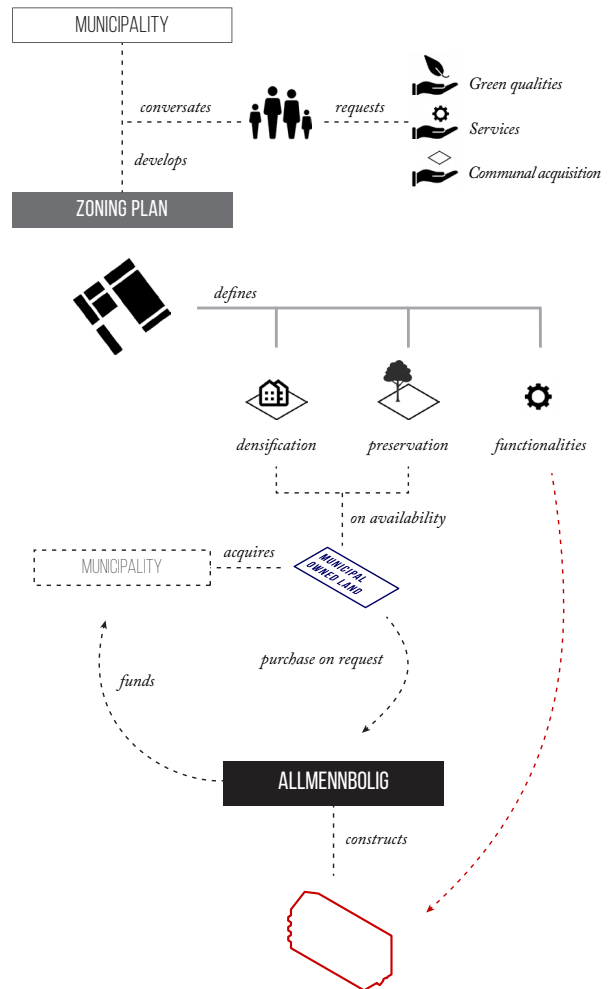 MUNICIPALITY
conversates
requests
Green qualities
Services
Communal acquisition
develops
ZONING PLAN
defines
densification
preservation
functionalities
on availability
acquires
MUNICIPALITY
MUNICIPAL
OWNED LAND
purchase on request
funds
ALLMENNBOLIG
constructs